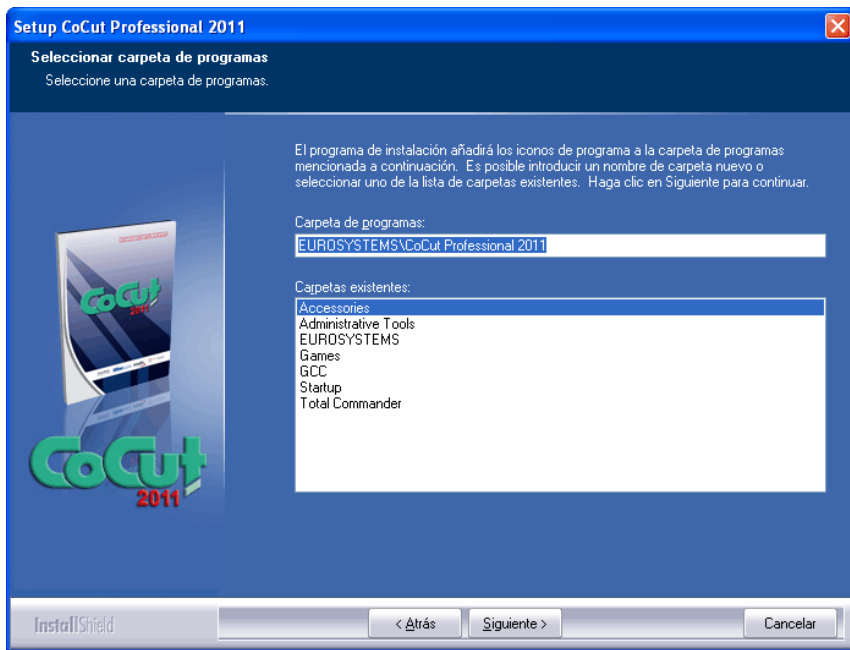 Setup CoCut Professional 2011
Seleccionar carpeta de programas
Seleccione una carpeta de programas.
El programa de instalación añadirá los iconos de programa a la carpeta de programas
mencionada a continuación. Es posible introducir un nombre de carpeta nuevo o
seleccionar uno de la lista de carpetas existentes. Haga clic en Siguiente para continuar.
Carpeta de programas:
EUROSYSTEMS\CoCut Professional 2011
Carpetas existentes:
Accessories
Administrative Tools
EUROSYSTEMS
Games
GCC
Startup
Total Commander
CoCut
2011
CoCut
2011
InstallShield
< Atrás
Siguiente >
Cancelar